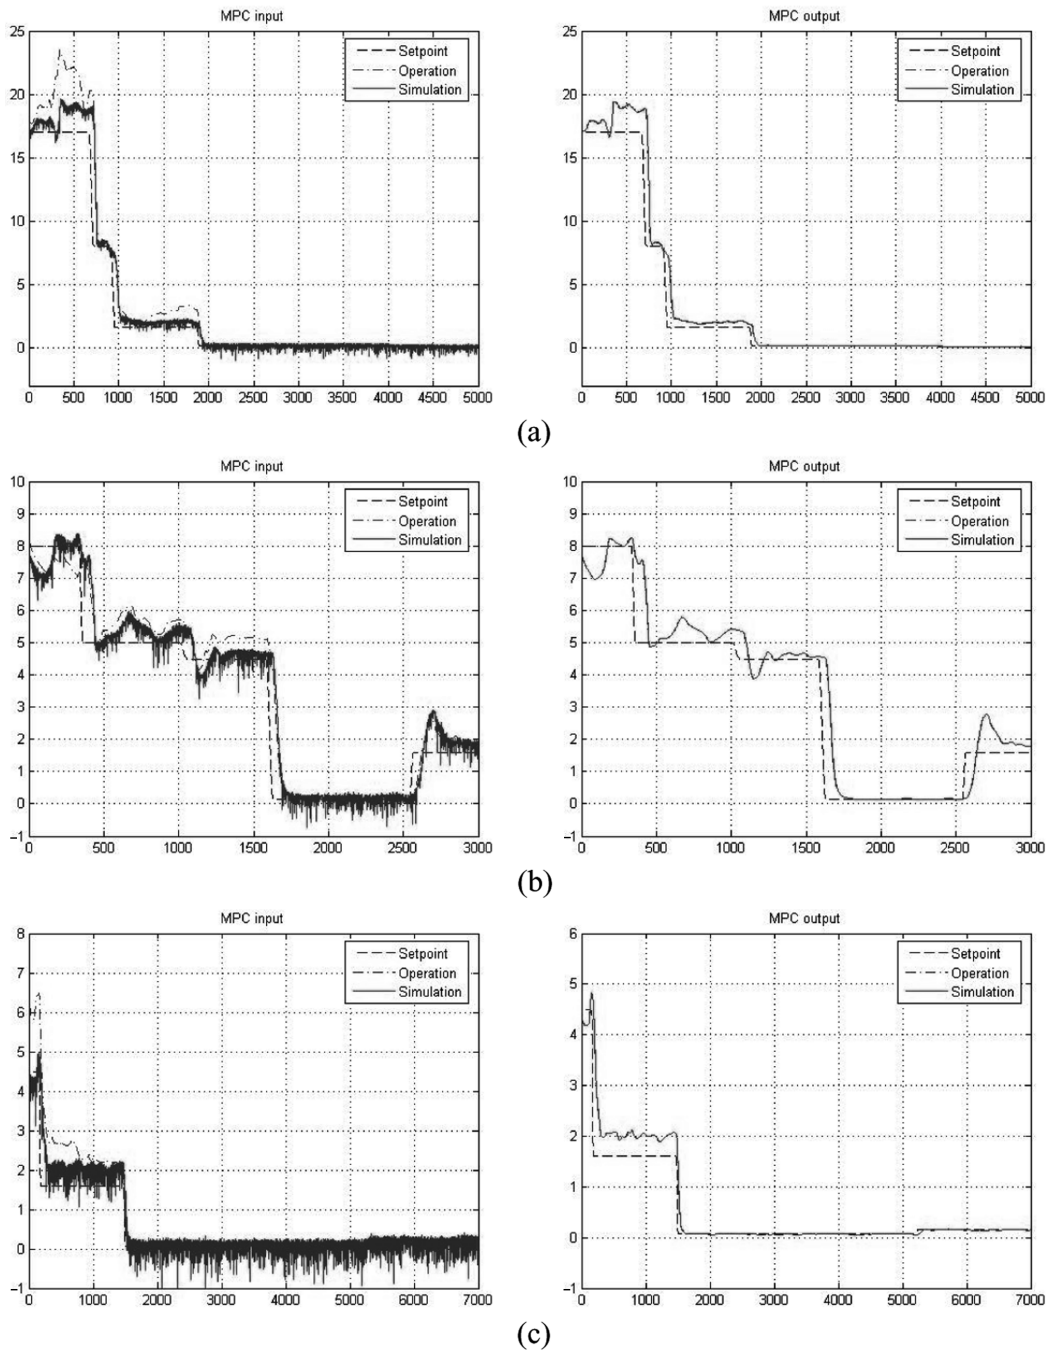 MPC input
25
20
15
10
5
0
0 500 1000 1500 2000 2500 3000 3500 4000 4500 5000
Setpoint
Operation
Simulation
MPC output
25
20
15
10
5
0
0 500 1000 1500 2000 2500 3000 3500 4000 4500 5000
Setpoint
Operation
Simulation
(a)
MPC input
10
9
8
7
6
5
4
3
2
1
0
–1
0 500 1000 1500 2000 2500 3000
Setpoint
Operation
Simulation
MPC output
10
9
8
7
6
5
4
3
2
1
0
–1
0 500 1000 1500 2000 2500 3000
Setpoint
Operation
Simulation
(b)
MPC input
8
7
6
5
4
3
2
1
0
–1
0 1000 2000 3000 4000 5000 6000 7000
Setpoint
Operation
Simulation
MPC output
6
5
4
3
2
1
0
–1
0 1000 2000 3000 4000 5000 6000 7000
Setpoint
Operation
Simulation
(c)